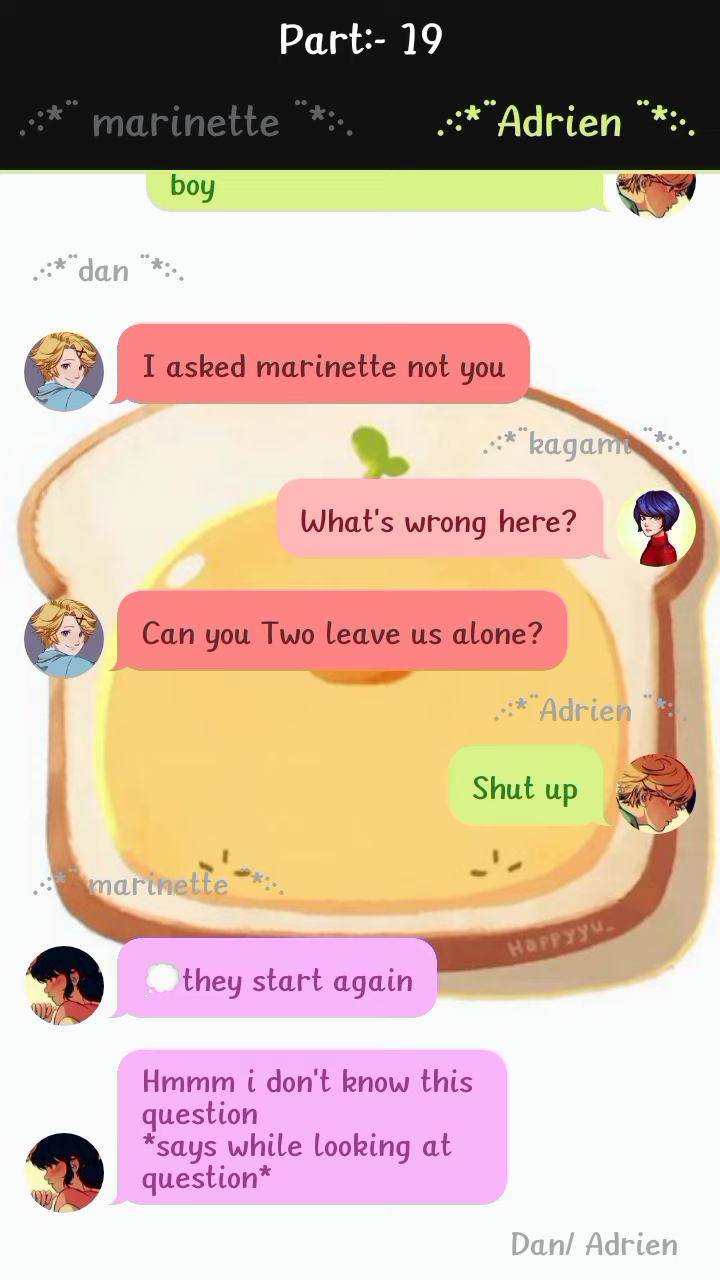 Part:- 19
.·:*¨ marinette ¨*:·.
.·:*¨Adrien ¨*:·.
boy
.·:*¨dan ¨*:·.
I asked marinette not you
.·:*¨kagami ¨*:·.
What's wrong here?
Can you Two leave us alone?
.·:*¨Adrien ¨*:·.
Shut up
.·:*¨marinette ¨*:·.
💭they start again
Hmmm i don't know this
question
*says while looking at
question*
Happyyu_
Dan/ Adrien